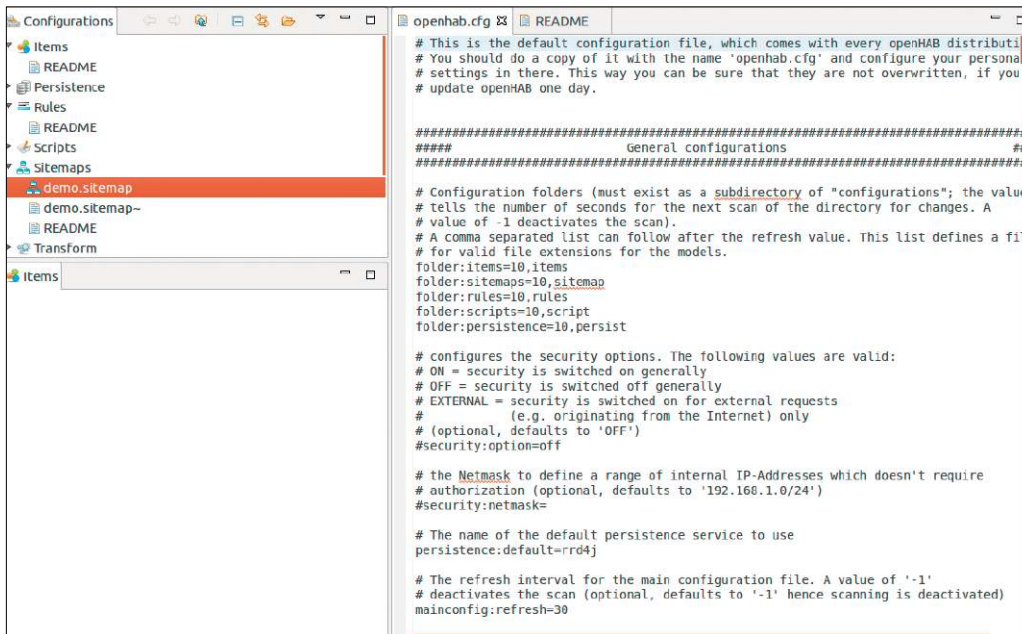 Configurations
Items
README
Persistence
Rules
README
Scripts
Sitemaps
demo.sitemap
demo.sitemap~
README
Transform
Items
openhab.cfg
README
# This is the default configuration file, which comes with every openHAB distributi
# You should do a copy of it with the name 'openhab.cfg' and configure your persona
# settings in there. This way you can be sure that they are not overwritten, if you
# update openHAB one day.
###################################################################################
##### General configurations ##
###################################################################################
# Configuration folders (must exist as a subdirectory of "configurations"; the valu
# tells the number of seconds for the next scan of the directory for changes. A
# value of -1 deactivates the scan).
# A comma separated list can follow after the refresh value. This list defines a fil
# for valid file extensions for the models.
folder:items=10,items
folder:sitemaps=10,sitemap
folder:rules=10,rules
folder:scripts=10,script
folder:persistence=10,persist
# configures the security options. The following values are valid:
# ON = security is switched on generally
# OFF = security is switched off generally
# EXTERNAL = security is switched on for external requests
# (e.g. originating from the Internet) only
# (optional, defaults to 'OFF')
#security:option=off
# the Netmask to define a range of internal IP-Addresses which doesn't require
# authorization (optional, defaults to '192.168.1.0/24')
#security:netmask=
# The name of the default persistence service to use
persistence:default=rrd4j
# The refresh interval for the main configuration file. A value of '-1'
# deactivates the scan (optional, defaults to '-1' hence scanning is deactivated)
mainconfig:refresh=30